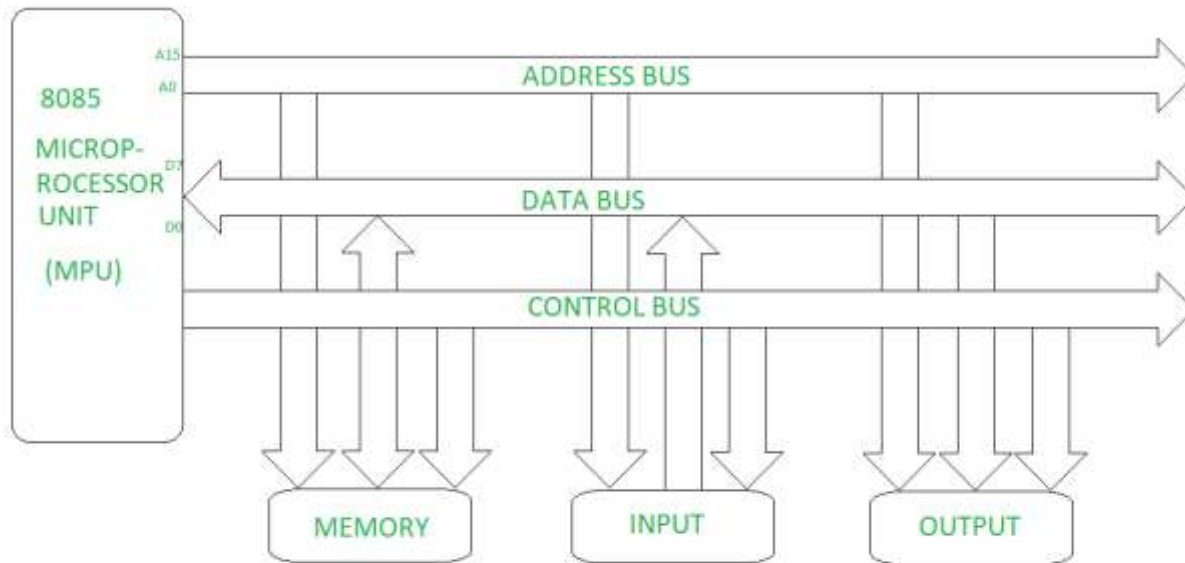 A15
ADDRESS BUS
A0
8085
MICROP-
ROCESSOR
UNIT
(MPU)
D7
DATA BUS
D0
CONTROL BUS
MEMORY
INPUT
OUTPUT